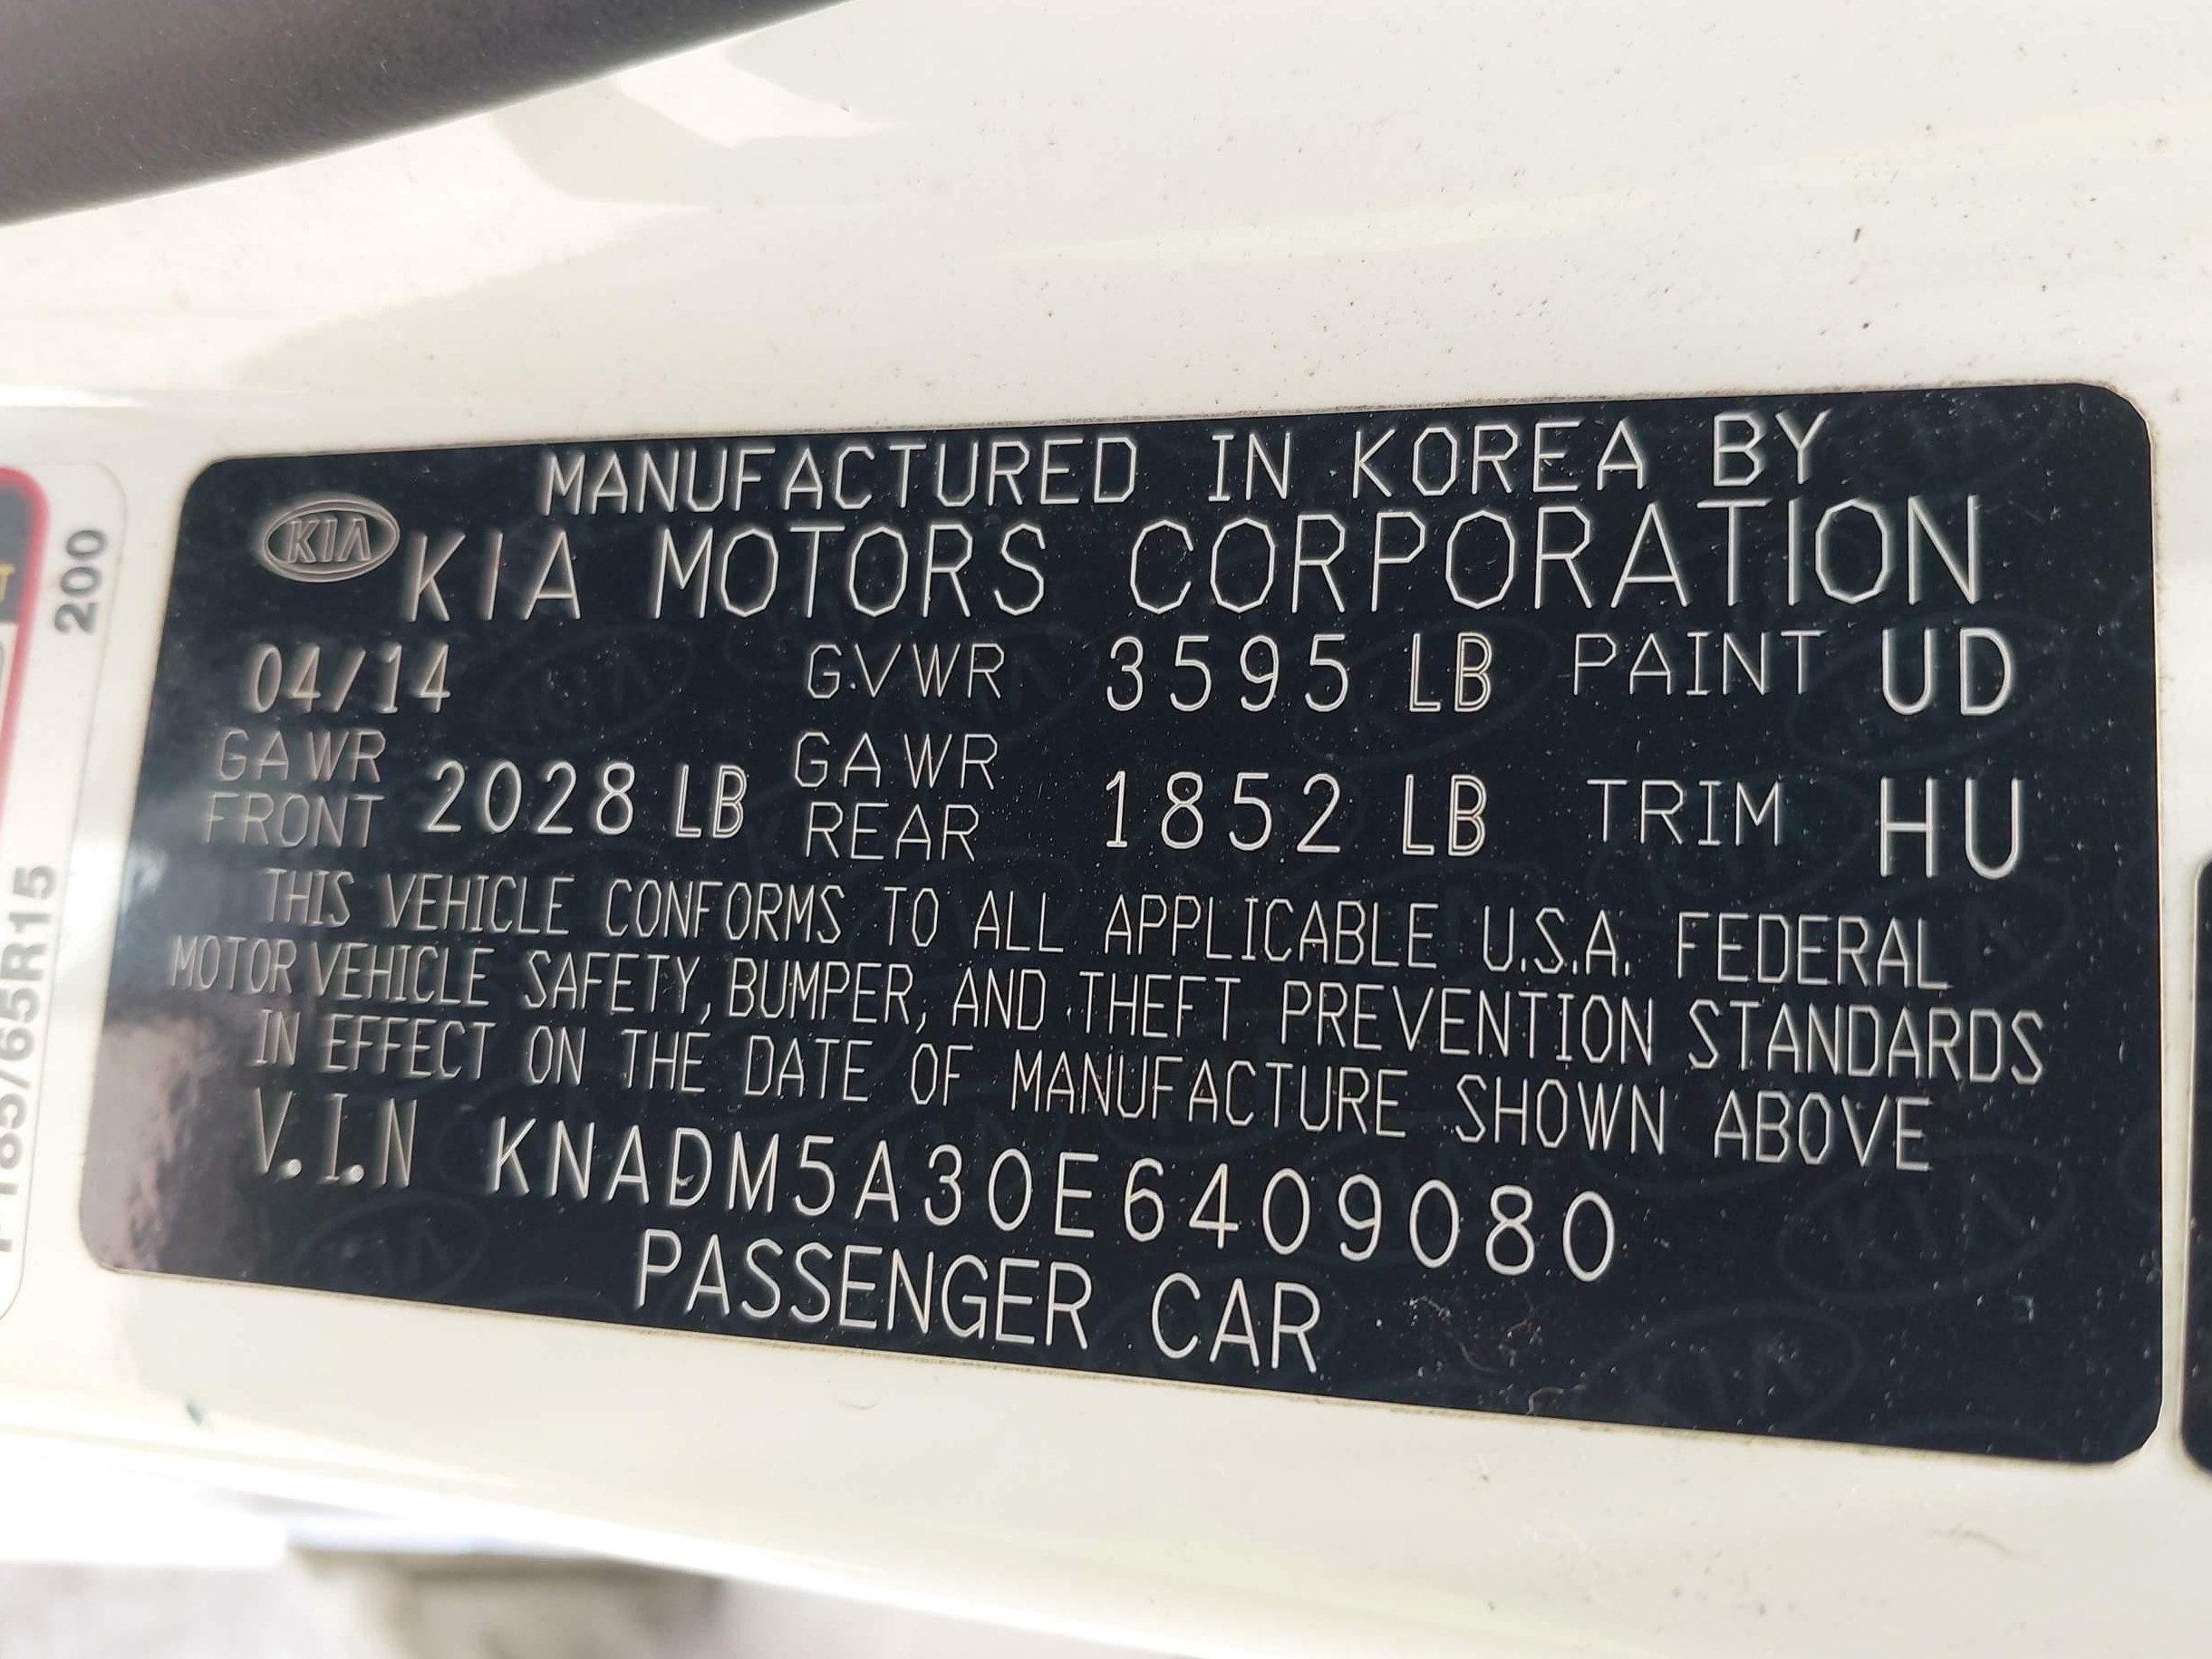 MANUFACTURED IN KOREA BY
KIA KIA MOTORS CORPORATION
04/14 GVWR 3595 LB PAINT UD
GAWR FRONT 2028 LB GAWR REAR 1852 LB TRIM HU
THIS VEHICLE CONFORMS TO ALL APPLICABLE U.S.A. FEDERAL
MOTOR VEHICLE SAFETY, BUMPER, AND THEFT PREVENTION STANDARDS
IN EFFECT ON THE DATE OF MANUFACTURE SHOWN ABOVE
V.I.N KNADM5A30E6409080
PASSENGER CAR
200